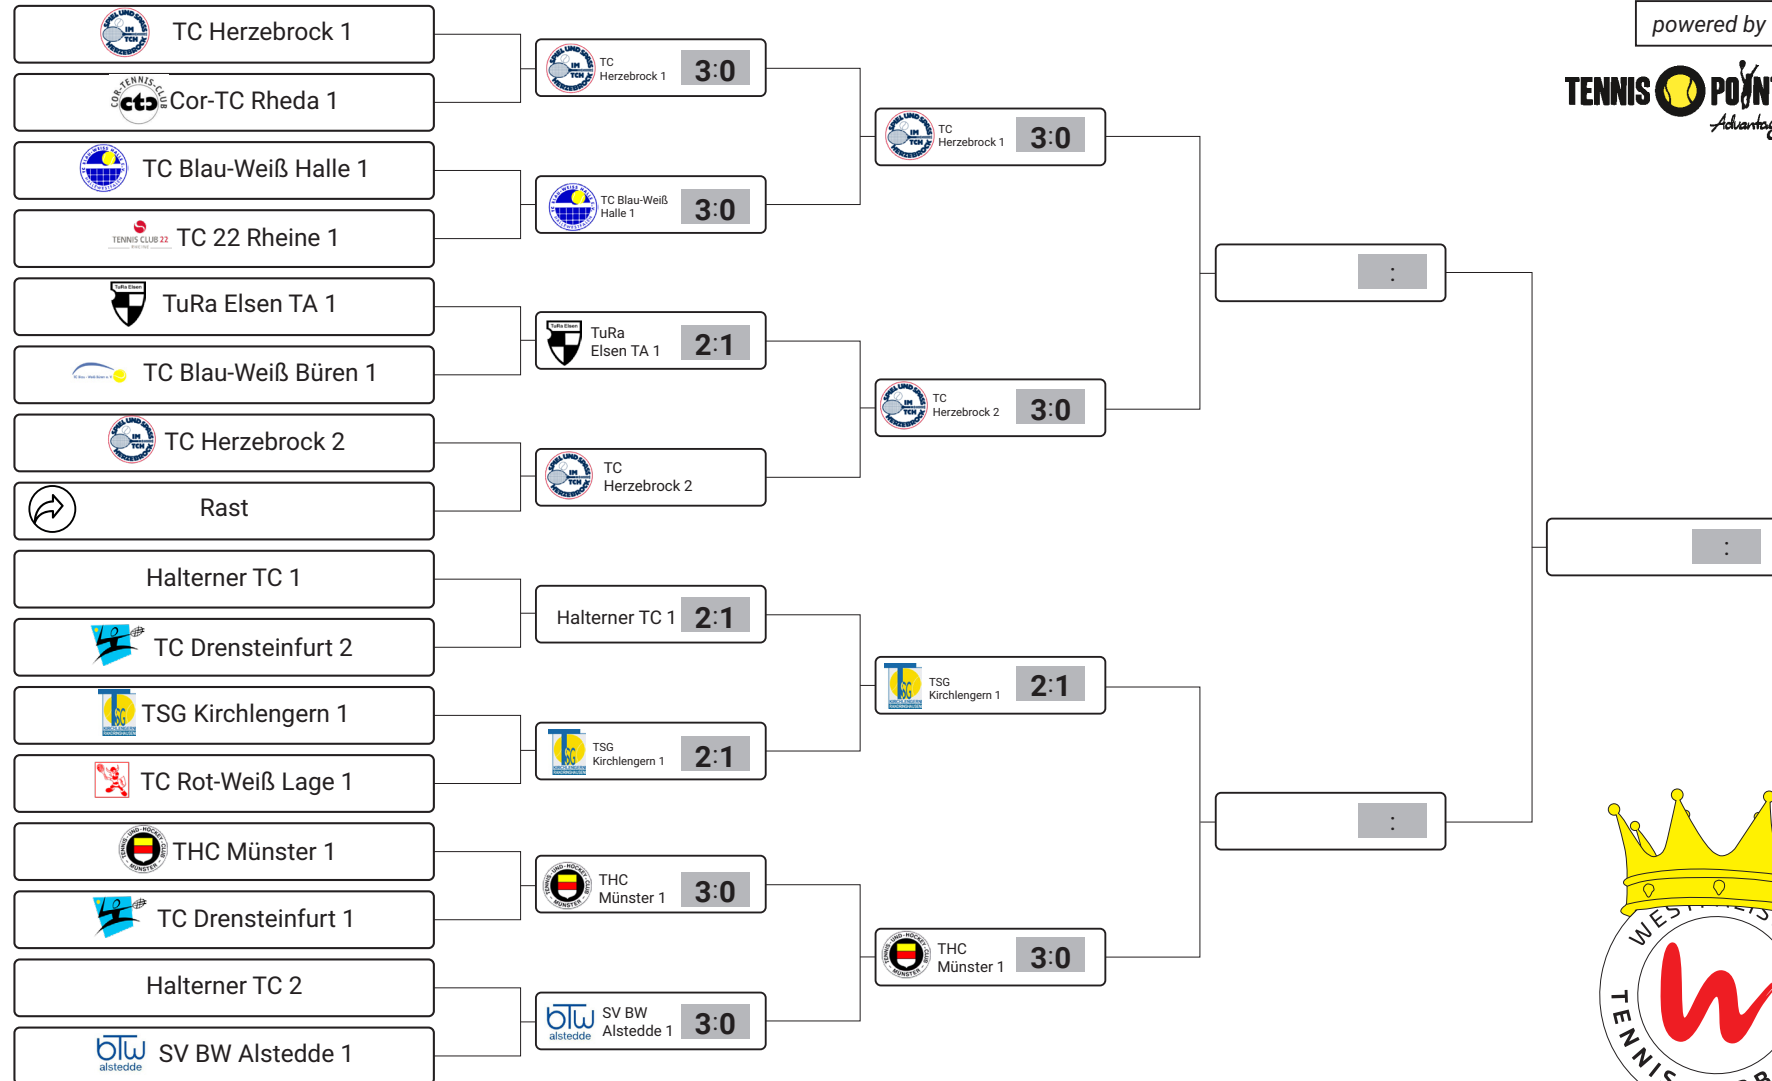 TC Herzebrock 1
Cor-TC Rheda 1
TC Blau-Weiß Halle 1
TC 22 Rheine 1
TuRa Elsen TA 1
TC Blau-Weiß Büren 1
TC Herzebrock 2
Rast
Halterner TC 1
TC Drensteinfurt 2
TSG Kirchlengern 1
TC Rot-Weiß Lage 1
THC Münster 1
TC Drensteinfurt 1
Halterner TC 2
SV BW Alstedde 1
TC
Herzebrock 1
3:0
TC Blau-Weiß
Halle 1
3:0
TuRa
Elsen TA 1
2:1
TC
Herzebrock 2
Halterner TC 1
2:1
TSG
Kirchlengern 1
2:1
THC
Münster 1
3:0
SV BW
Alstedde 1
3:0
TC
Herzebrock 1
3:0
TC
Herzebrock 2
3:0
TSG
Kirchlengern 1
2:1
THC
Münster 1
3:0
:
:
:
powered by
TENNIS POINT
TENNIS